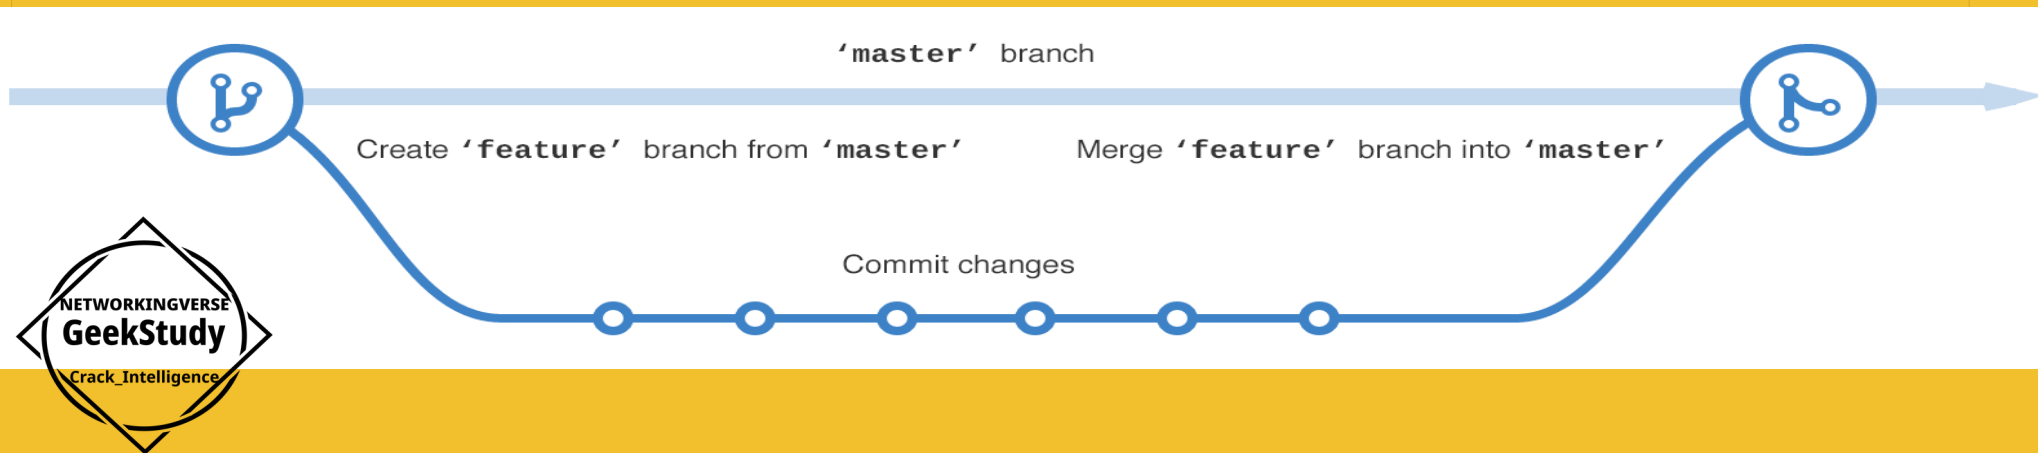 ‘master’ branch
Create ‘feature’ branch from ‘master’
Merge ‘feature’ branch into ‘master’
Commit changes
NETWORKINGVERSE
GeekStudy
Crack_Intelligence